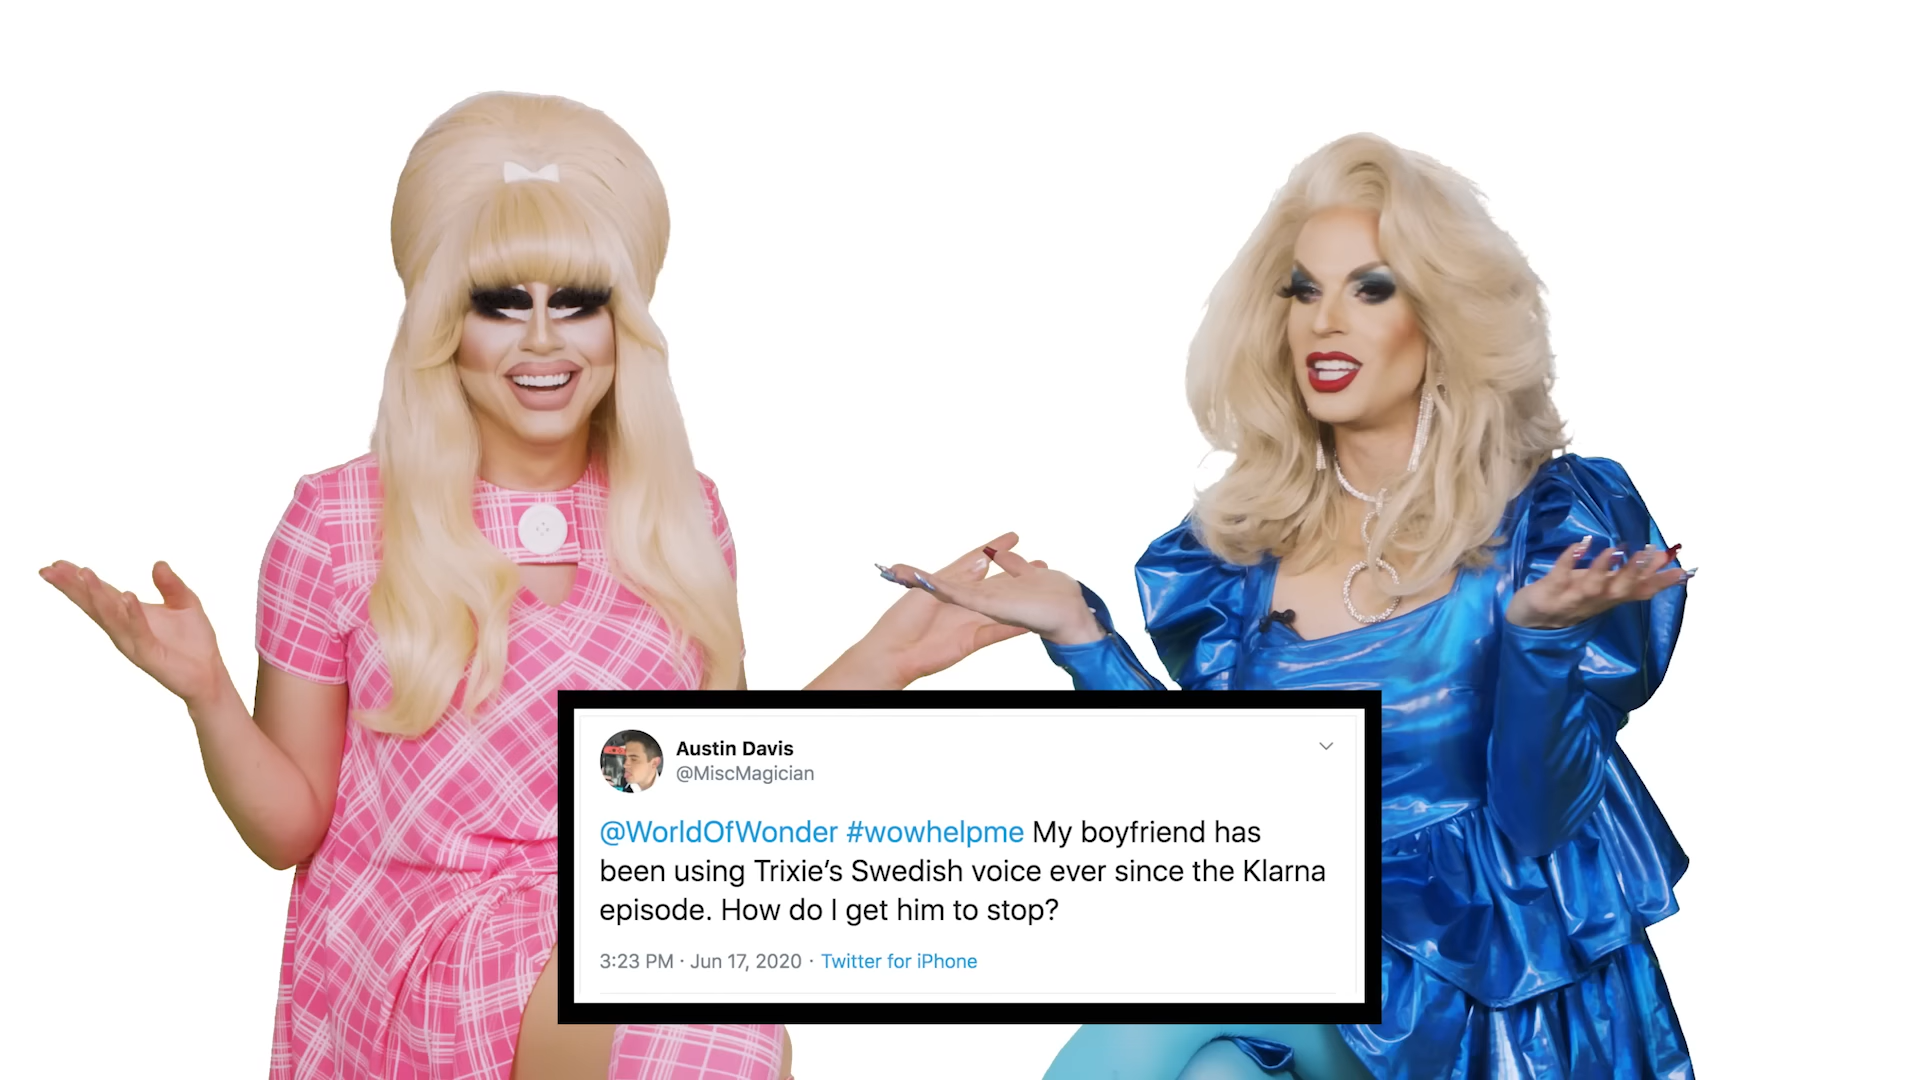 Austin Davis
@MiscMagician
@WorldOfWonder #wowhelpme My boyfriend has
been using Trixie’s Swedish voice ever since the Klarna
episode. How do I get him to stop?
3:23 PM · Jun 17, 2020 · Twitter for iPhone